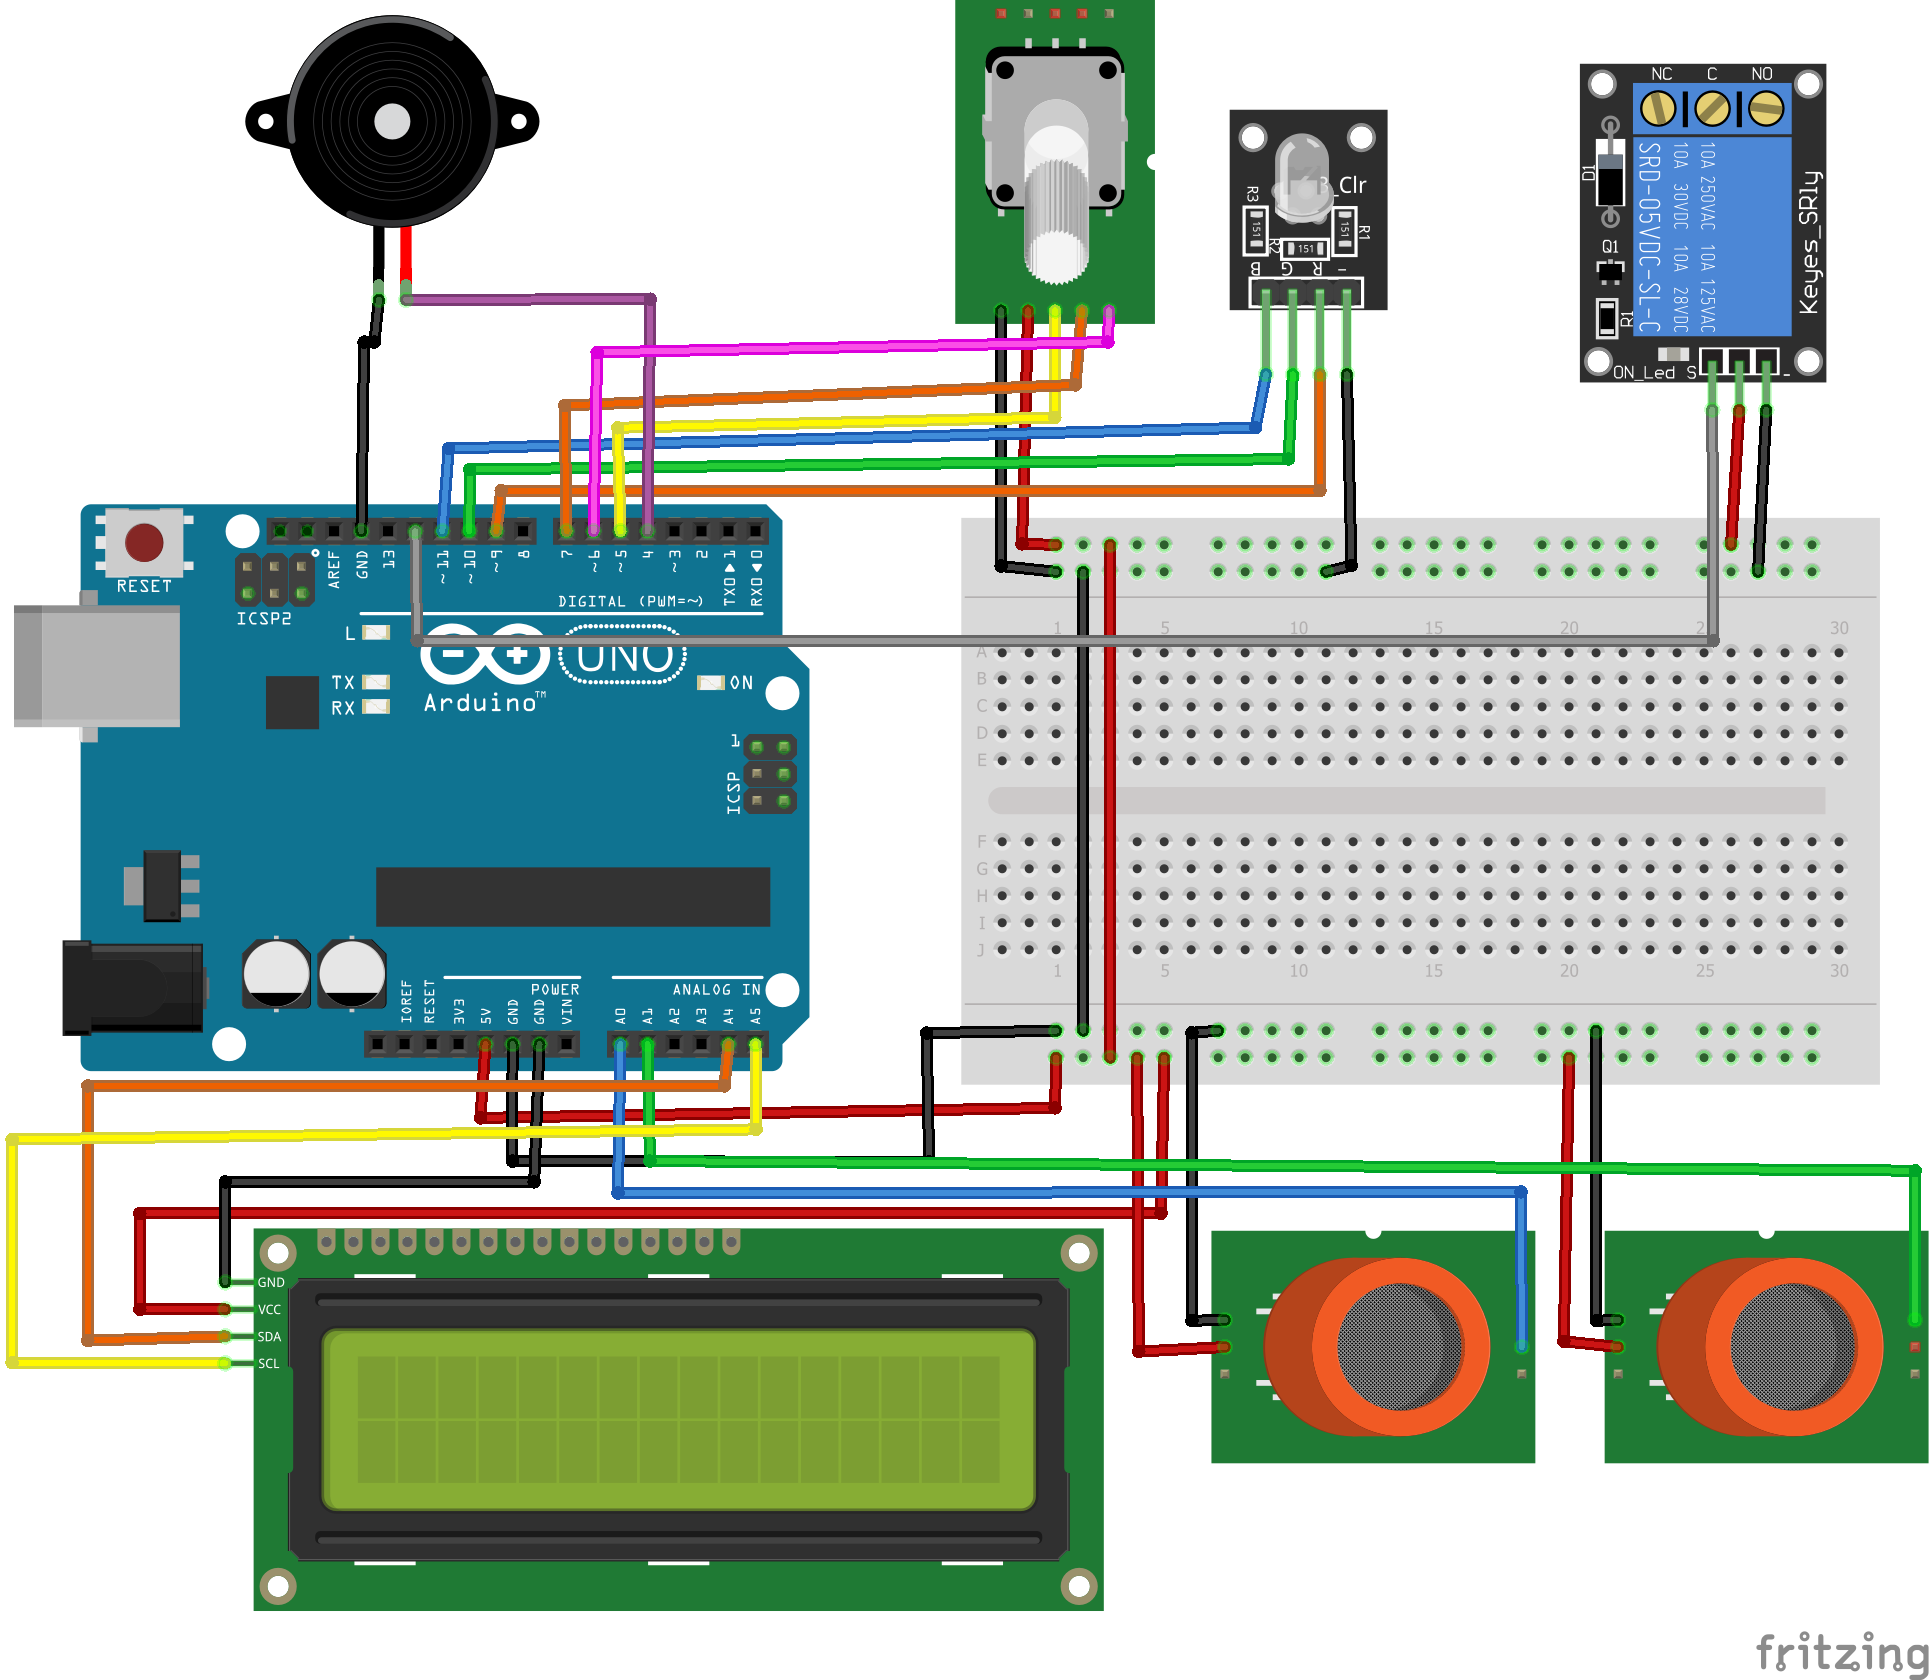 NC C NO
D1
SRD-05VDC-SL-C
10A 30VDC 10A 28VDC
10A 250VAC 10A 125VAC
Keyes_SRly
Q1
R1
ON_Led S -
_Clr
R3
R2
R1
151
151
151
B G R -
RESET
ICSP2
AREF
GND
13
~11
~10
~9
8
7
~6
~5
4
~3
2
TX0 1
RX0 0
DIGITAL (PWM=~)
L
TX
RX
UNO
Arduino™
ON
1
ICSP
IOREF
RESET
3V3
5V
GND
GND
VIN
POWER
A0
A1
A2
A3
A4
A5
ANALOG IN
1 5 10 15 20 30
A
B
C
D
E
F
G
H
I
J
1 5 10 15 20 25 30
GND
VCC
SDA
SCL
fritzing